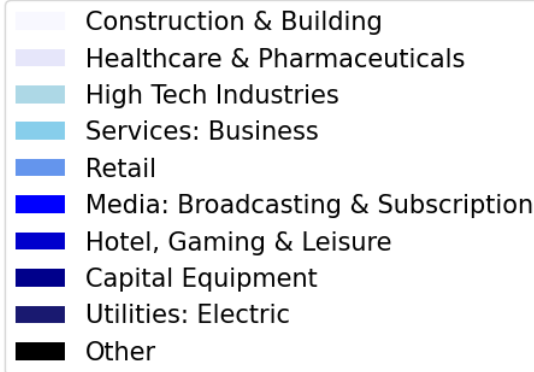 Construction & Building
Healthcare & Pharmaceuticals
High Tech Industries
Services: Business
Retail
Media: Broadcasting & Subscription
Hotel, Gaming & Leisure
Capital Equipment
Utilities: Electric
Other